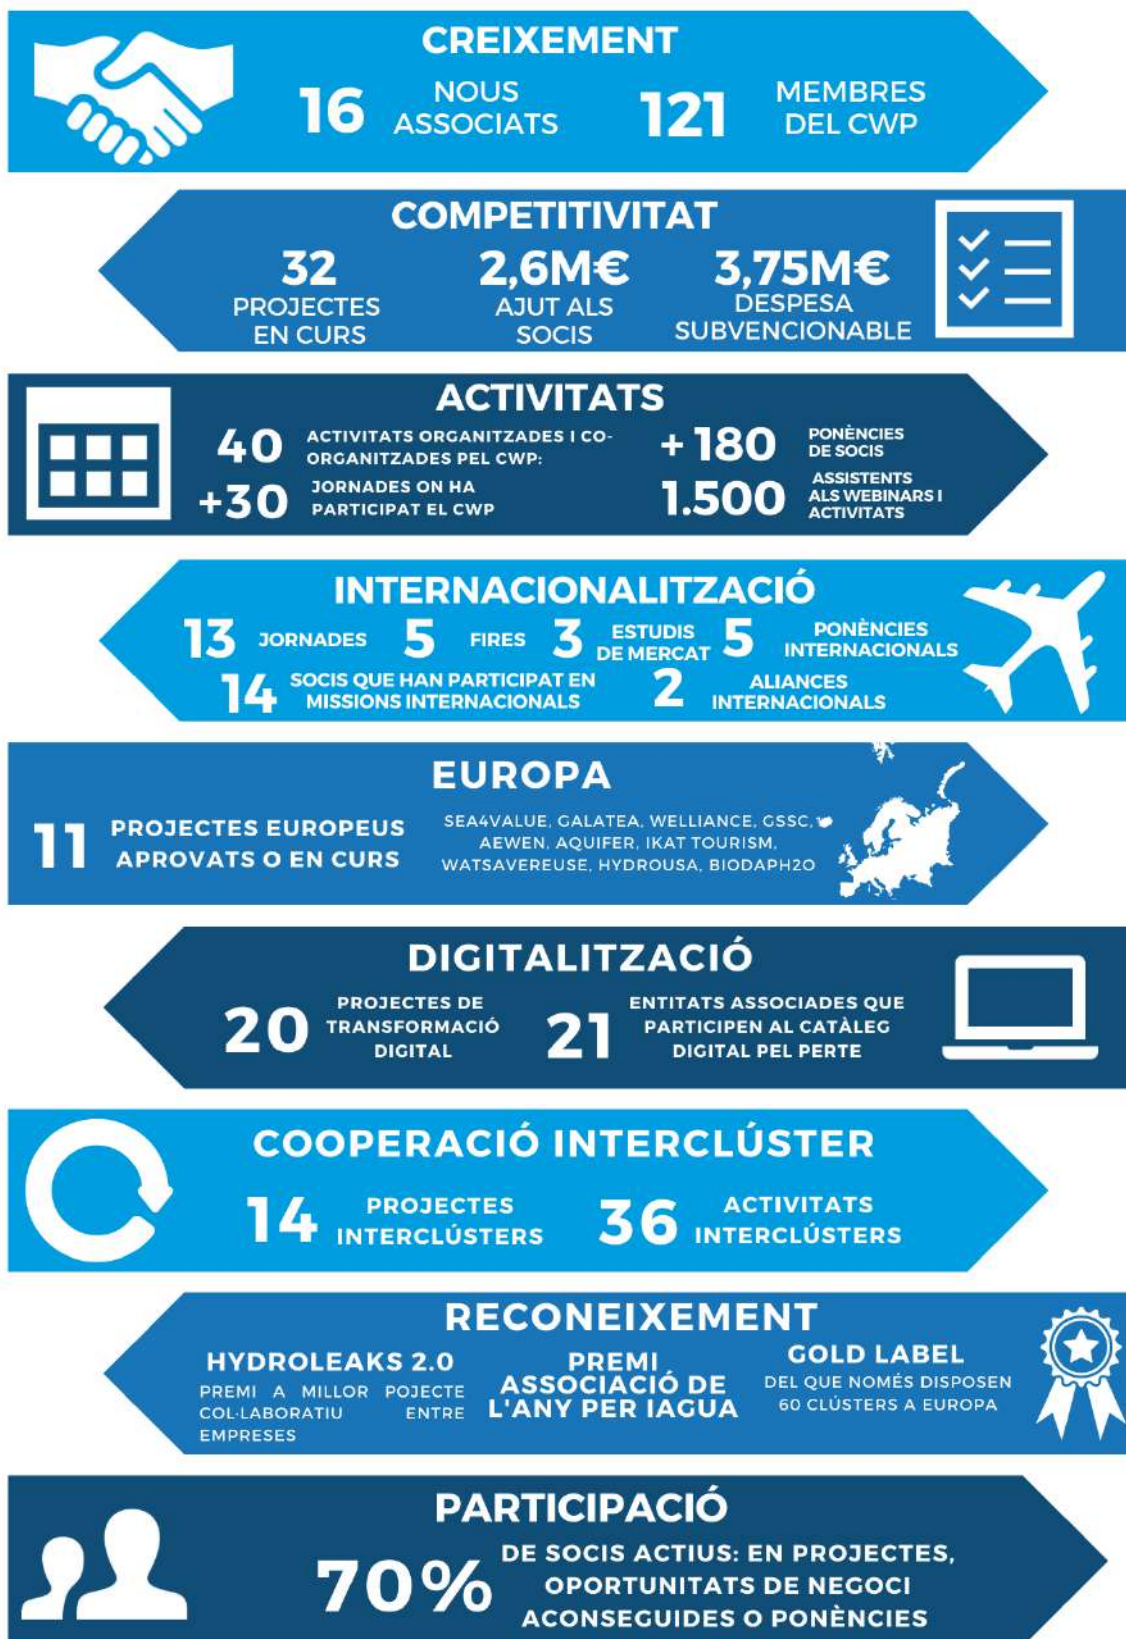 CREIXEMENT
16 NOUS ASSOCIATS
121 MEMBRES DEL CWP
COMPETITIVITAT
32
PROJECTES
EN CURS
2,6M€
AJUT ALS
SOCIS
3,75M€
DESPESA
SUBVENCIONABLE
ACTIVITATS
40
ACTIVITATS ORGANITZADES I CO-
ORGANITZADES PEL CWP:
+30
JORNADES ON HA
PARTICIPAT EL CWP
+180
PONÈNCIES
DE SOCIS
1.500
ASSISTENTS
ALS WEBINARS I
ACTIVITATS
INTERNACIONALITZACIÓ
13 JORNADES
5 FIRES
3
ESTUDIS
DE MERCAT
5
PONÈNCIES
INTERNACIONALS
14
SOCIS QUE HAN PARTICIPAT EN
MISSIONS INTERNACIONALS
2
ALIANCES
INTERNACIONALS
EUROPA
11
PROJECTES EUROPEUS
APROVATS O EN CURS
SEA4VALUE, GALATEA, WELLIANCE, GSSC,
AEWEN, AQUIFER, IKAT TOURISM,
WATSAVEREUSE, HYDROUSA, BIODAPH2O
DIGITALITZACIÓ
20
PROJECTES DE
TRANSFORMACIÓ
DIGITAL
21
ENTITATS ASSOCIADES QUE
PARTICIPEN AL CATÀLEG
DIGITAL PEL PERTE
COOPERACIÓ INTERCLÚSTER
14
PROJECTES
INTERCLÚSTERS
36
ACTIVITATS
INTERCLÚSTERS
RECONEIXEMENT
HYDROLEAKS 2.0
PREMI A MILLOR POJECTE
COL·LABORATIU ENTRE
EMPRESES
PREMI
ASSOCIACIÓ DE
L'ANY PER IAGUA
GOLD LABEL
DEL QUE NOMÉS DISPOSEN
60 CLÚSTERS A EUROPA
PARTICIPACIÓ
70%
DE SOCIS ACTIUS: EN PROJECTES,
OPORTUNITATS DE NEGOCI
ACONSEGUIDES O PONÈNCIES